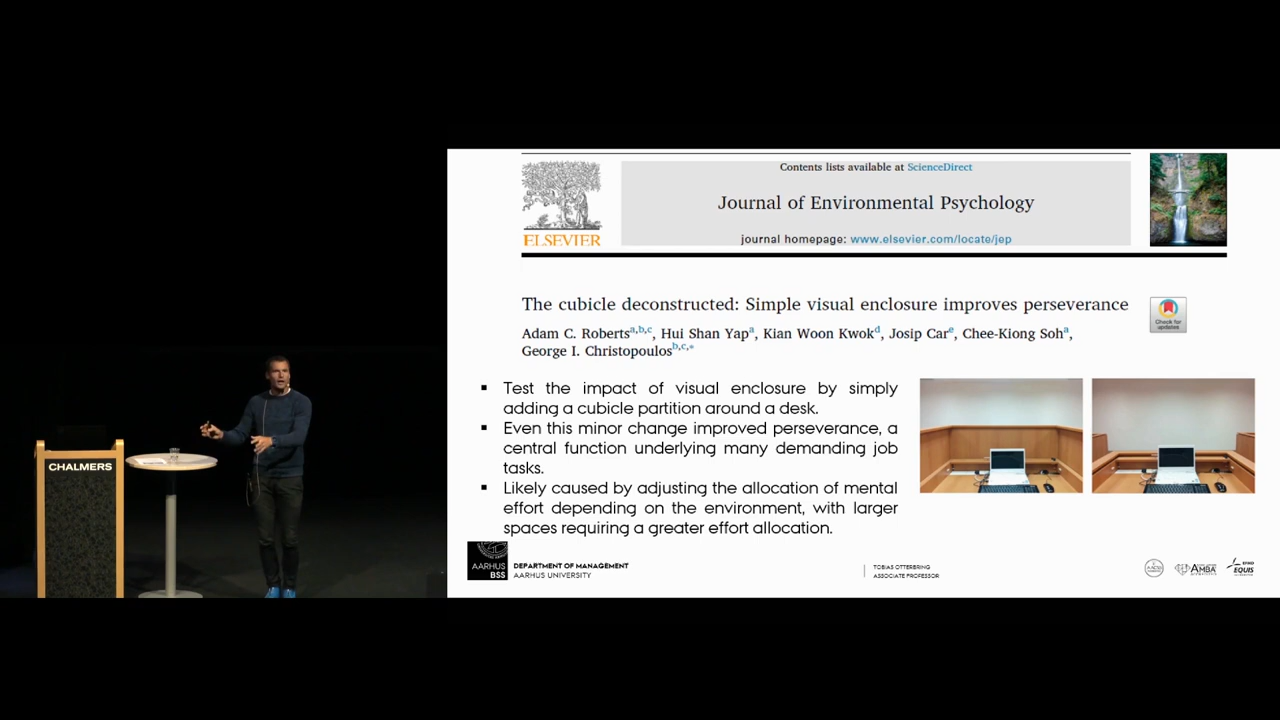 CHALMERS
ELSEVIER
Contents lists available at ScienceDirect
Journal of Environmental Psychology
journal homepage: www.elsevier.com/locate/jep
The cubicle deconstructed: Simple visual enclosure improves perseverance
Check for
updates
Adam C. Roberts a,b,c, Hui Shan Yap a, Kian Woon Kwok d, Josip Car e, Chee-Kiong Soh a,
George I. Christopoulos b,c,*
▪ Test the impact of visual enclosure by simply
adding a cubicle partition around a desk.
▪ Even this minor change improved perseverance, a
central function underlying many demanding job
tasks.
▪ Likely caused by adjusting the allocation of mental
effort depending on the environment, with larger
spaces requiring a greater effort allocation.
AARHUS
BSS
DEPARTMENT OF MANAGEMENT
AARHUS UNIVERSITY
TOBIAS OTTERBRING
ASSOCIATE PROFESSOR
AMBA
EFMD
EQUIS